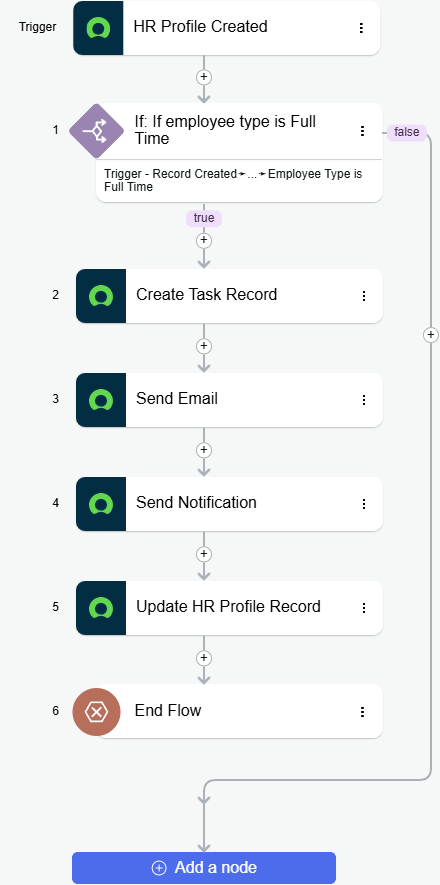 Trigger
HR Profile Created
1
If: If employee type is Full
Time
false
Trigger - Record Created➛...➛Employee Type is
Full Time
true
2
Create Task Record
3
Send Email
4
Send Notification
5
Update HR Profile Record
6
End Flow
Add a node